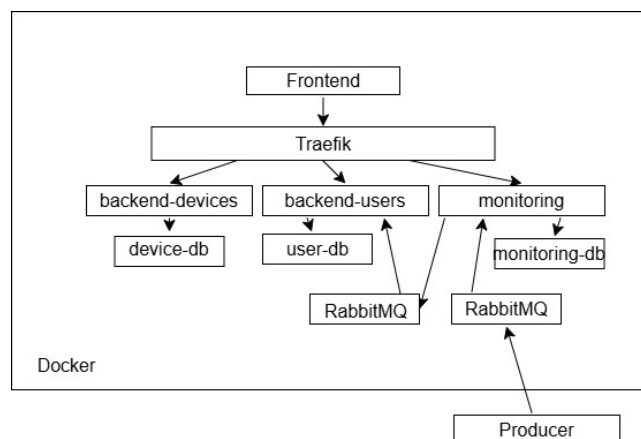 Frontend
Traefik
backend-devices
backend-users
monitoring
device-db
user-db
monitoring-db
RabbitMQ
RabbitMQ
Docker
Producer